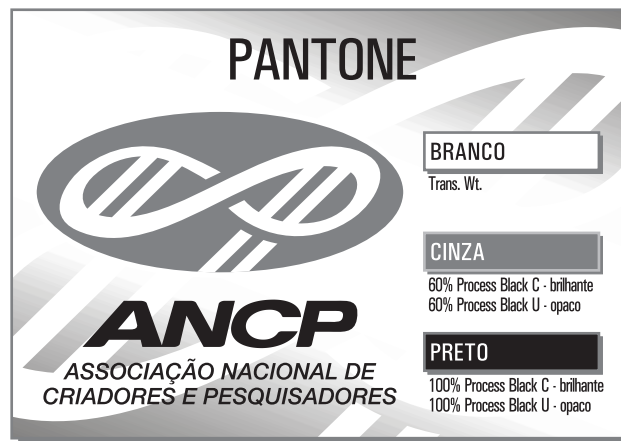 PANTONE
BRANCO
Trans. Wt.
CINZA
60% Process Black C - brilhante
60% Process Black U - opaco
PRETO
100% Process Black C - brilhante
100% Process Black U - opaco
ANCP
ASSOCIAÇÃO NACIONAL DE
CRIADORES E PESQUISADORES